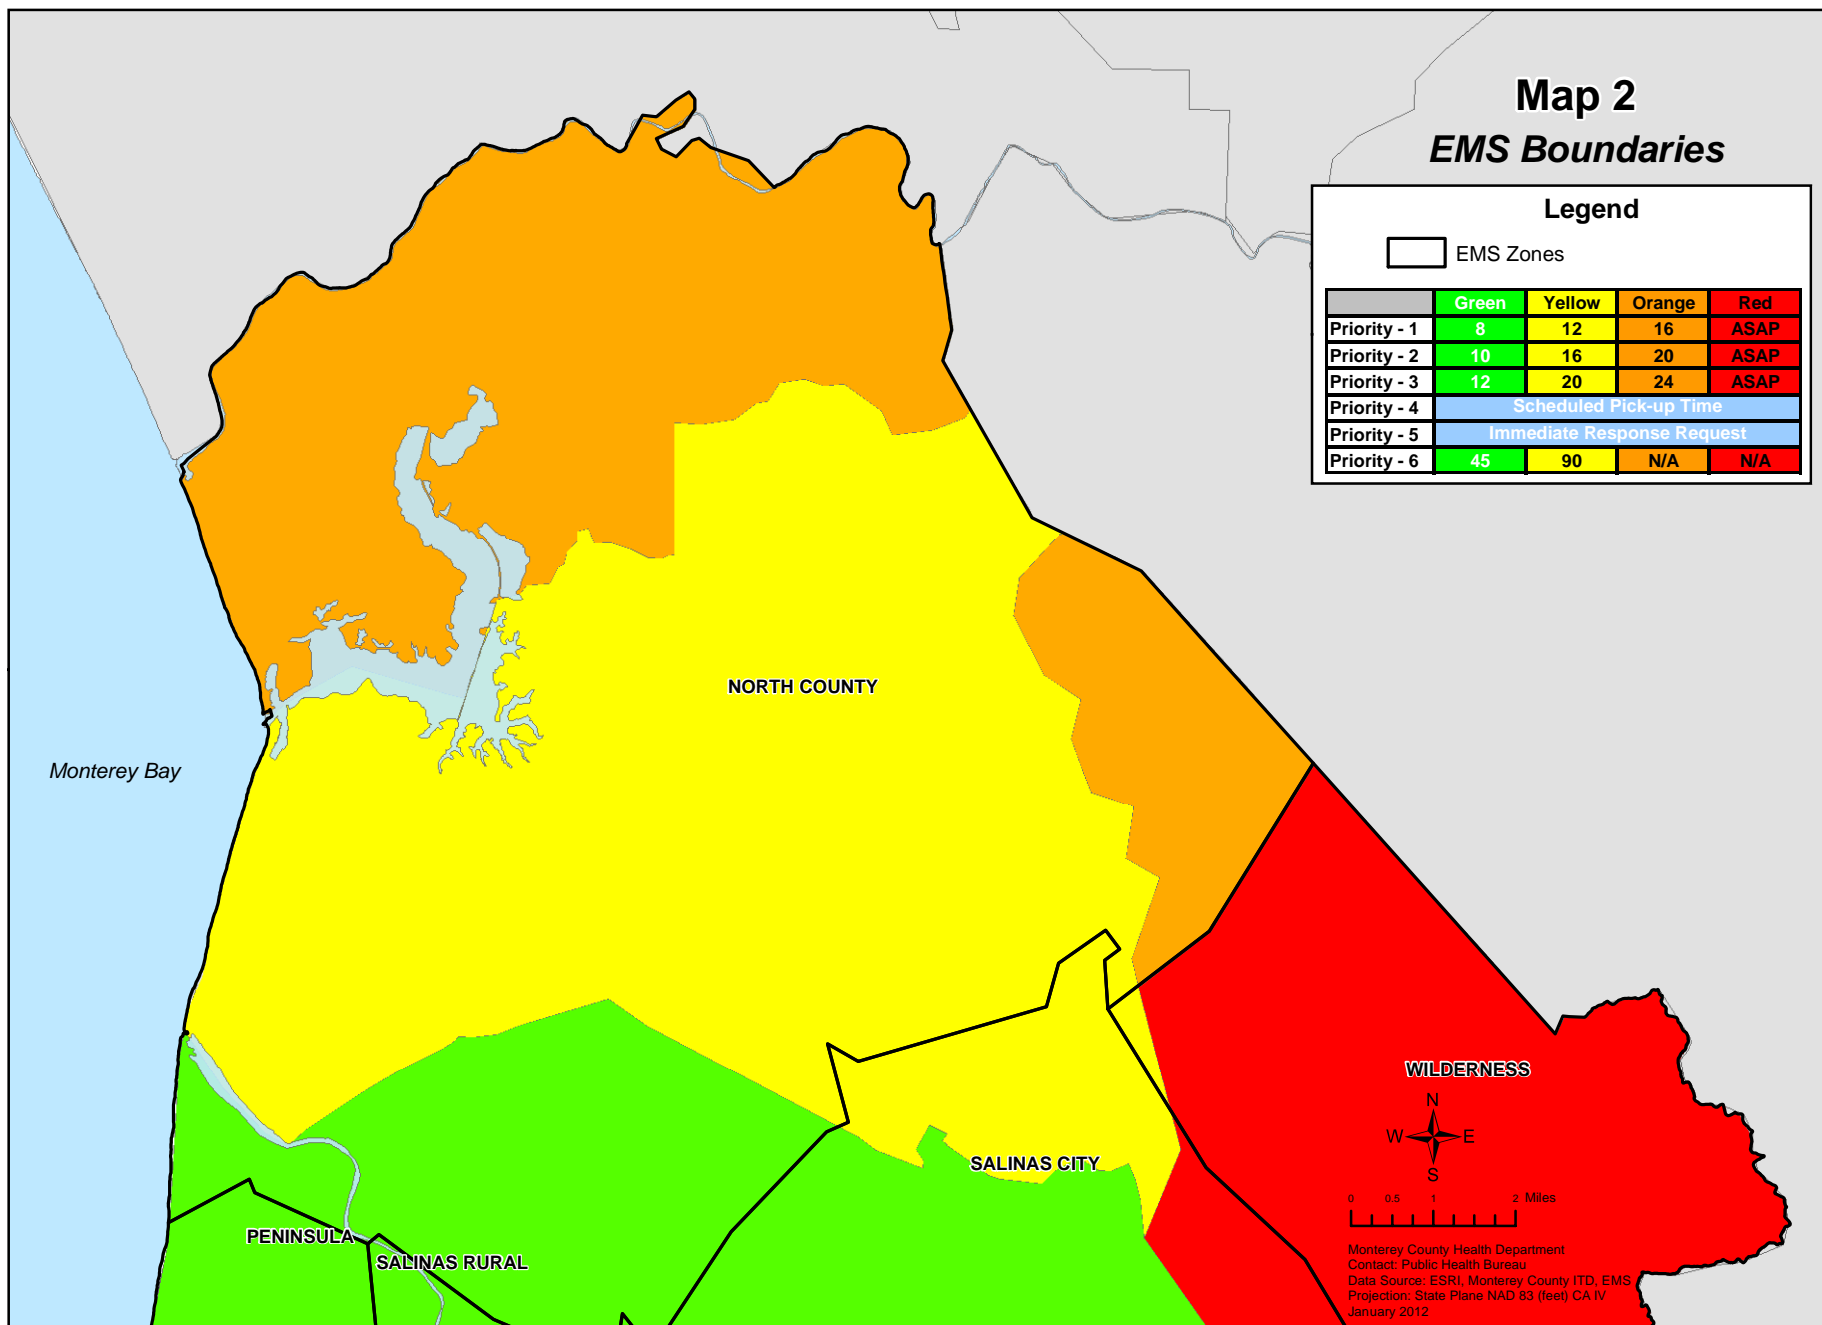 Map 2
EMS Boundaries
Legend
EMS Zones
Green Yellow Orange Red
Priority - 1 8 12 16 ASAP
Priority - 2 10 16 20 ASAP
Priority - 3 12 20 24 ASAP
Priority - 4 Scheduled Pick-up Time
Priority - 5 Immediate Response Request
Priority - 6 45 90 N/A N/A
NORTH COUNTY
Monterey Bay
WILDERNESS
N
W E
S
SALINAS CITY
0 0.5 1 2 Miles
PENINSULA
SALINAS RURAL
Monterey County Health Department
Contact: Public Health Bureau
Data Source: ESRI, Monterey County ITD, EMS
Projection: State Plane NAD 83 (feet) CA IV
January 2012